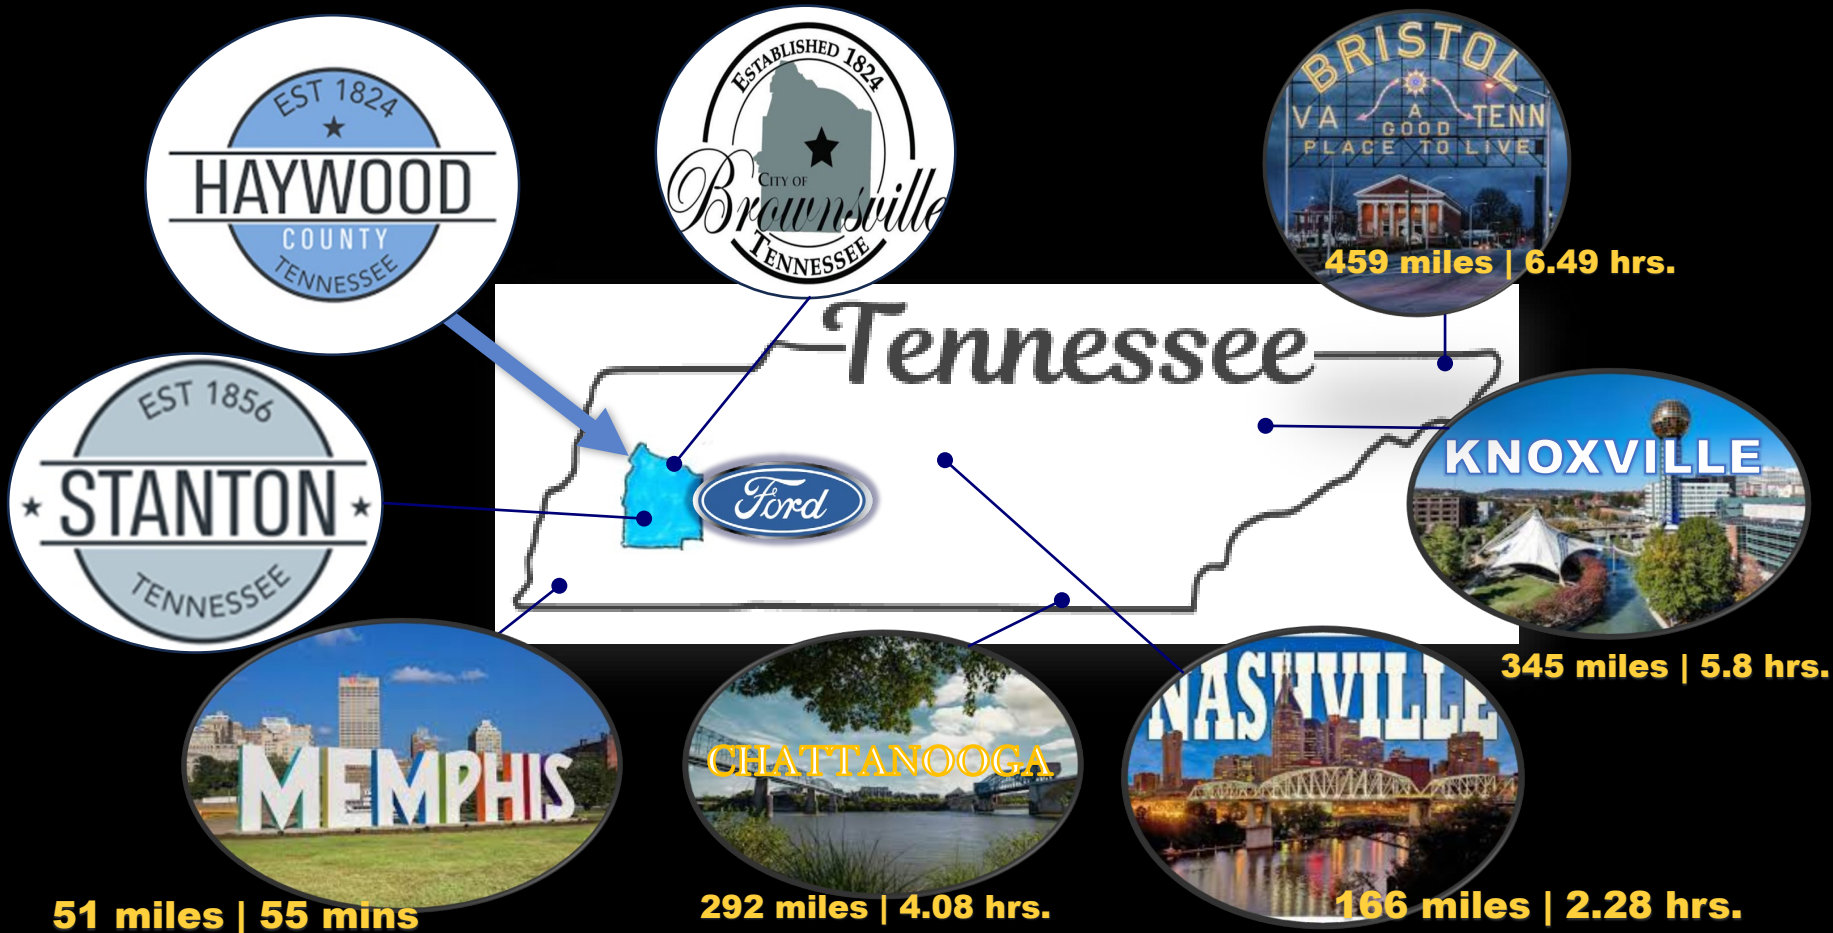 EST 1824
HAYWOOD
COUNTY
TENNESSEE
ESTABLISHED 1824
CITY OF
Brownsville
TENNESSEE
BRISTOL
VA A TENN
GOOD
PLACE TO LIVE
459 miles | 6.49 hrs.
Tennessee
EST 1856
STANTON
TENNESSEE
Ford
KNOXVILLE
345 miles | 5.8 hrs.
MEMPHIS
51 miles | 55 mins
CHATTANOOGA
292 miles | 4.08 hrs.
NASHVILLE
166 miles | 2.28 hrs.